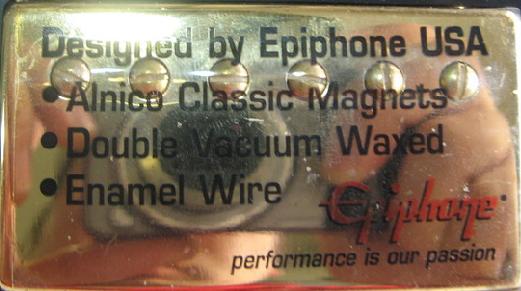 Designed by Epiphone USA
• Alnico Classic Magnets
• Double Vacuum Waxed
• Enamel Wire
Epiphone
performance is our passion